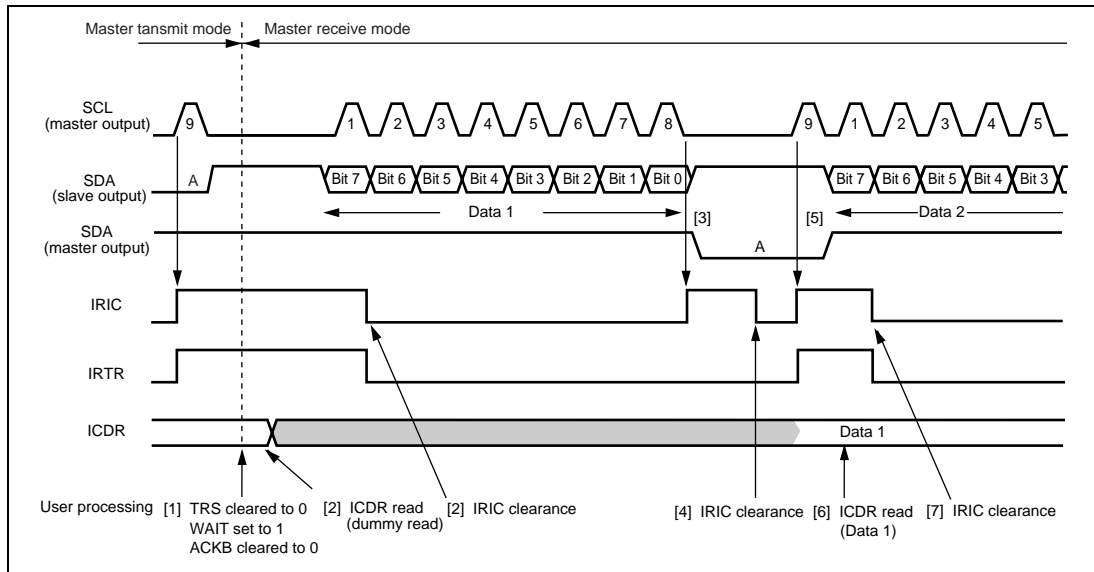 Master tansmit mode
Master receive mode
SCL
(master output)
9
1
2
3
4
5
6
7
8
9
1
2
3
4
5
SDA
(slave output)
A
Bit 7
Bit 6
Bit 5
Bit 4
Bit 3
Bit 2
Bit 1
Bit 0
Bit 7
Bit 6
Bit 5
Bit 4
Bit 3
Data 1
[3]
[5]
Data 2
SDA
(master output)
A
IRIC
IRTR
ICDR
Data 1
User processing
[1] TRS cleared to 0
WAIT set to 1
ACKB cleared to 0
[2] ICDR read
(dummy read)
[2] IRIC clearance
[4] IRIC clearance
[6] ICDR read
(Data 1)
[7] IRIC clearance